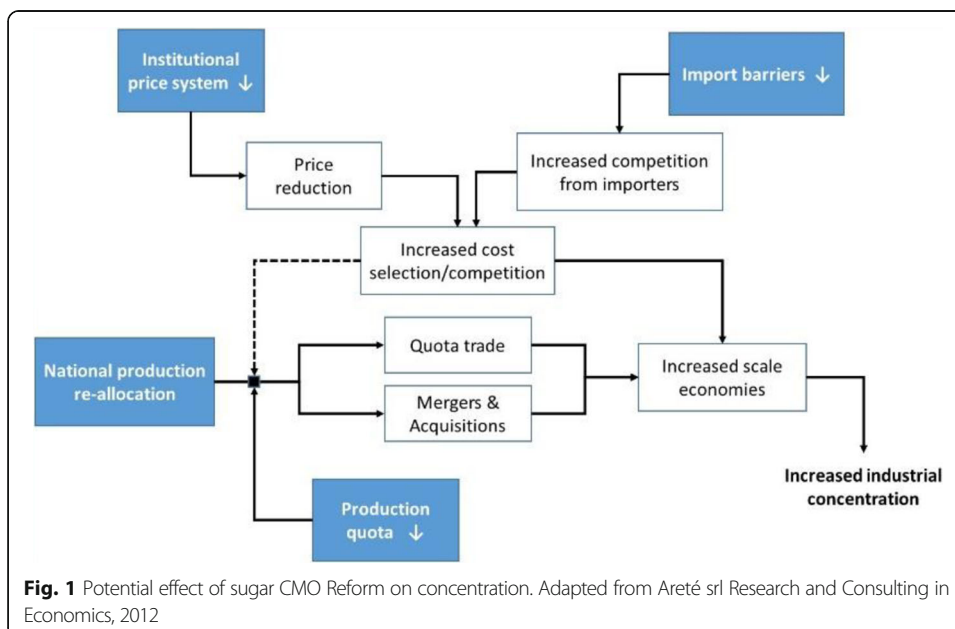 Institutional
price system ↓
Import barriers ↓
Price
reduction
Increased competition
from importers
Increased cost
selection/competition
National production
re-allocation
Quota trade
Mergers &
Acquisitions
Increased scale
economies
Increased industrial
concentration
Production
quota ↓
Fig. 1 Potential effect of sugar CMO Reform on concentration. Adapted from Areté srl Research and Consulting in
Economics, 2012